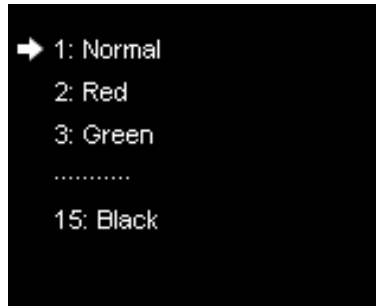 1: Normal
2: Red
3: Green
...........
15: Black